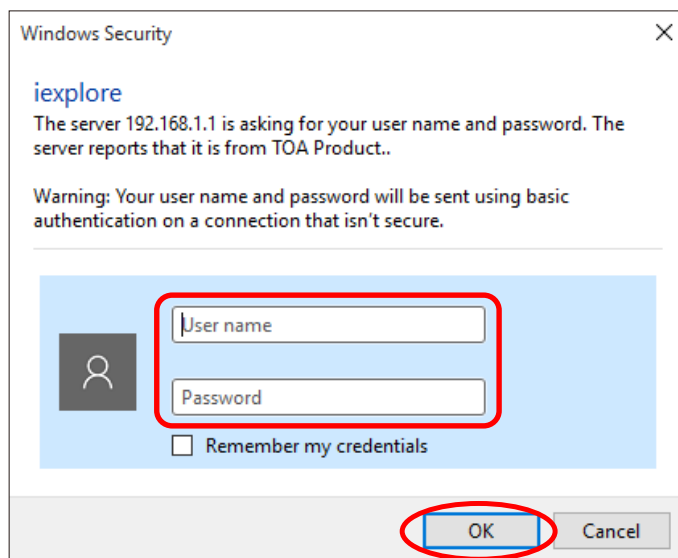 Windows Security
iexplore
The server 192.168.1.1 is asking for your user name and password. The
server reports that it is from TOA Product..
Warning: Your user name and password will be sent using basic
authentication on a connection that isn't secure.
User name
Password
Remember my credentials
OK Cancel